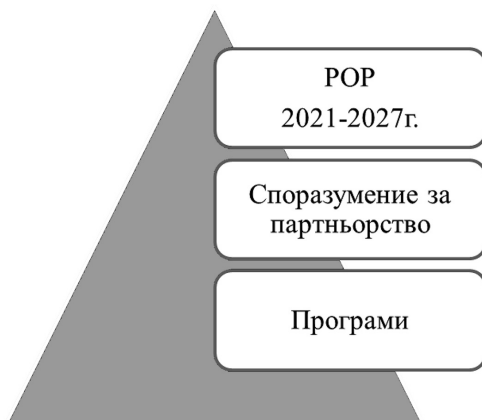 РОР
2021-2027г.
Споразумение за
партньорство
Програми